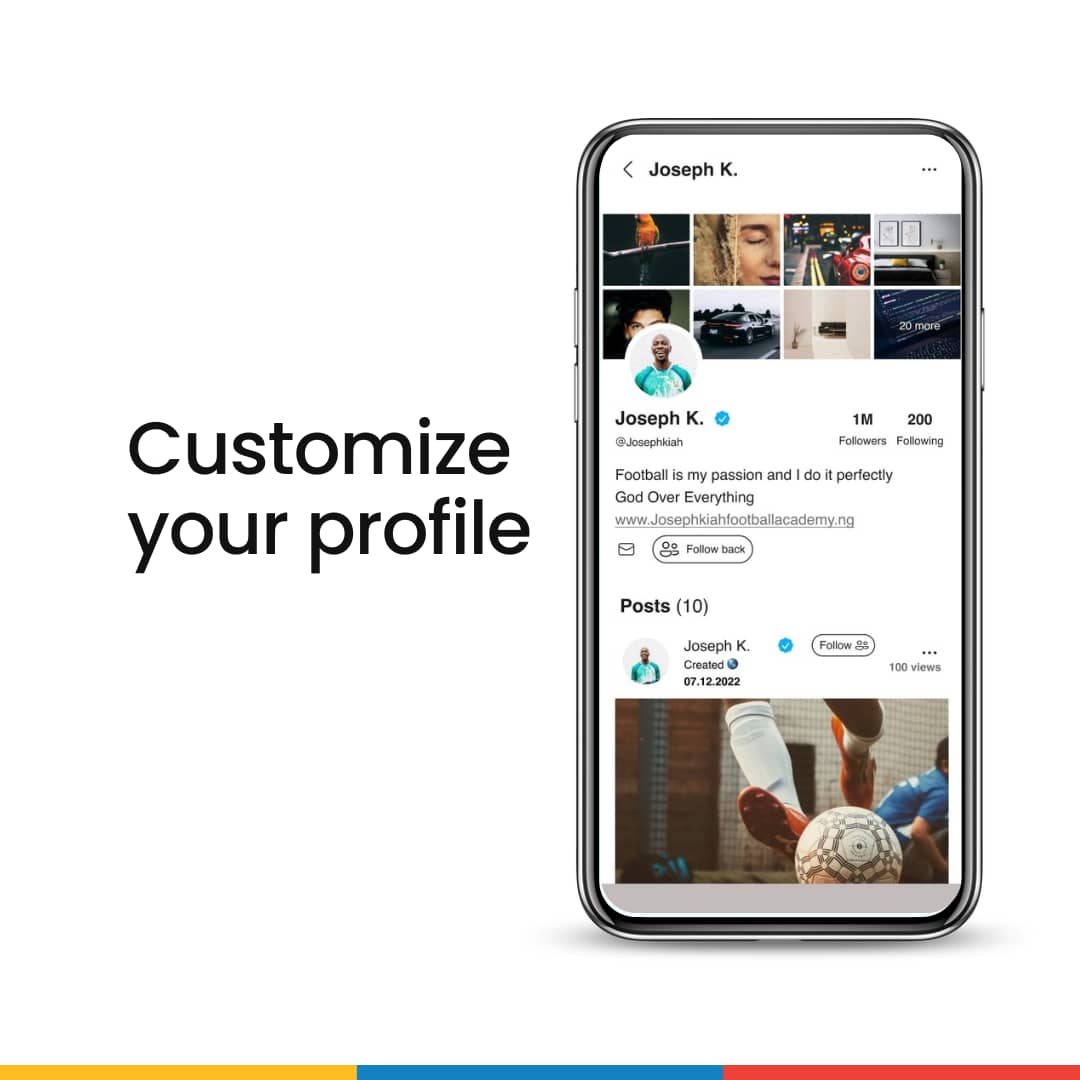 Customize
your profile
Joseph K.
20 more
Joseph K.
1M
200
@Josephkiah
Followers
Following
Football is my passion and I do it perfectly
God Over Everything
www.Josephkiahfootballacademy.ng
Follow back
Posts (10)
Joseph K.
Follow
Created
100 views
07.12.2022